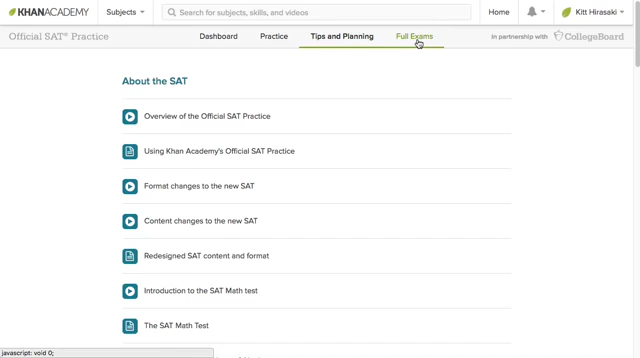 KHANACADEMY Subjects Search for subjects, skills, and videos Home Kitt Hirasaki
Official SAT® Practice Dashboard Practice Tips and Planning Full Exams in partnership with CollegeBoard
About the SAT
Overview of the Official SAT Practice
Using Khan Academy's Official SAT Practice
Format changes to the new SAT
Content changes to the new SAT
Redesigned SAT content and format
Introduction to the SAT Math test
The SAT Math Test
javascript: void 0;